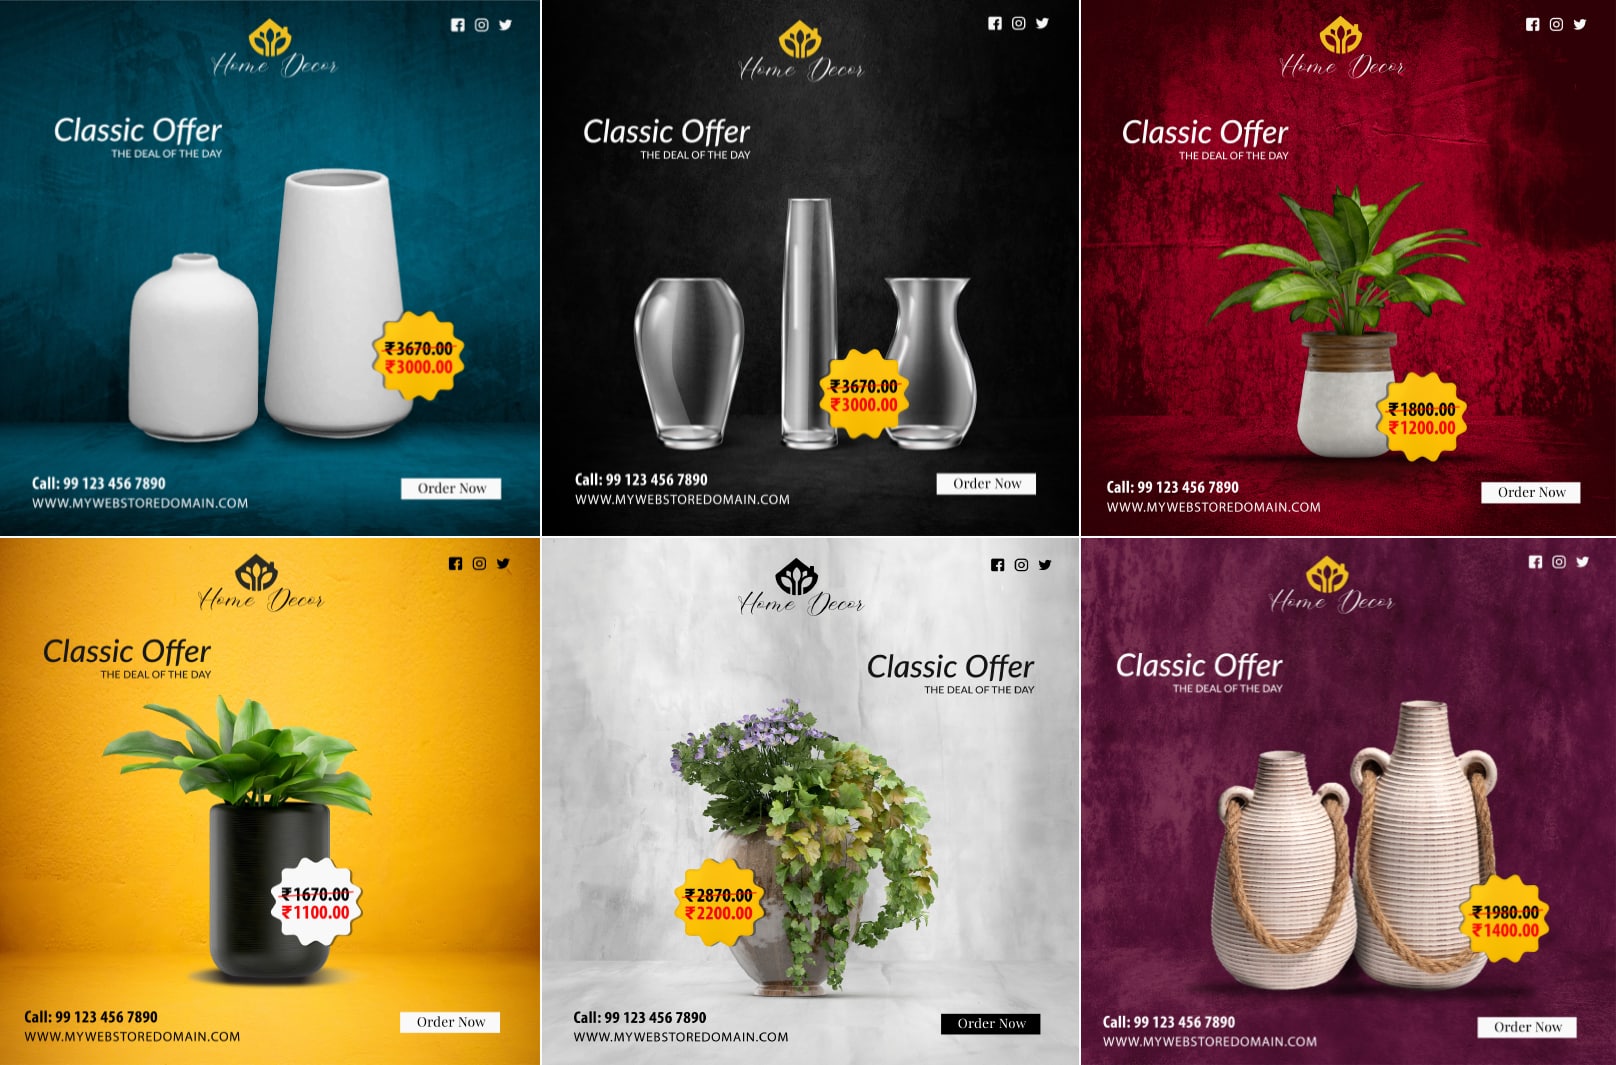 Home Decor
Classic Offer
THE DEAL OF THE DAY
₹3670.00
₹3000.00
Call: 99 123 456 7890
WWW.MYWEBSTOREDOMAIN.COM
Order Now
Home Decor
Classic Offer
THE DEAL OF THE DAY
₹3670.00
₹3000.00
Call: 99 123 456 7890
WWW.MYWEBSTOREDOMAIN.COM
Order Now
Home Decor
Classic Offer
THE DEAL OF THE DAY
₹1800.00
₹1200.00
Call: 99 123 456 7890
WWW.MYWEBSTOREDOMAIN.COM
Order Now
Home Decor
Classic Offer
THE DEAL OF THE DAY
₹1670.00
₹1100.00
Call: 99 123 456 7890
WWW.MYWEBSTOREDOMAIN.COM
Order Now
Home Decor
Classic Offer
THE DEAL OF THE DAY
₹2870.00
₹2200.00
Call: 99 123 456 7890
WWW.MYWEBSTOREDOMAIN.COM
Order Now
Home Decor
Classic Offer
THE DEAL OF THE DAY
₹1980.00
₹1400.00
Call: 99 123 456 7890
WWW.MYWEBSTOREDOMAIN.COM
Order Now